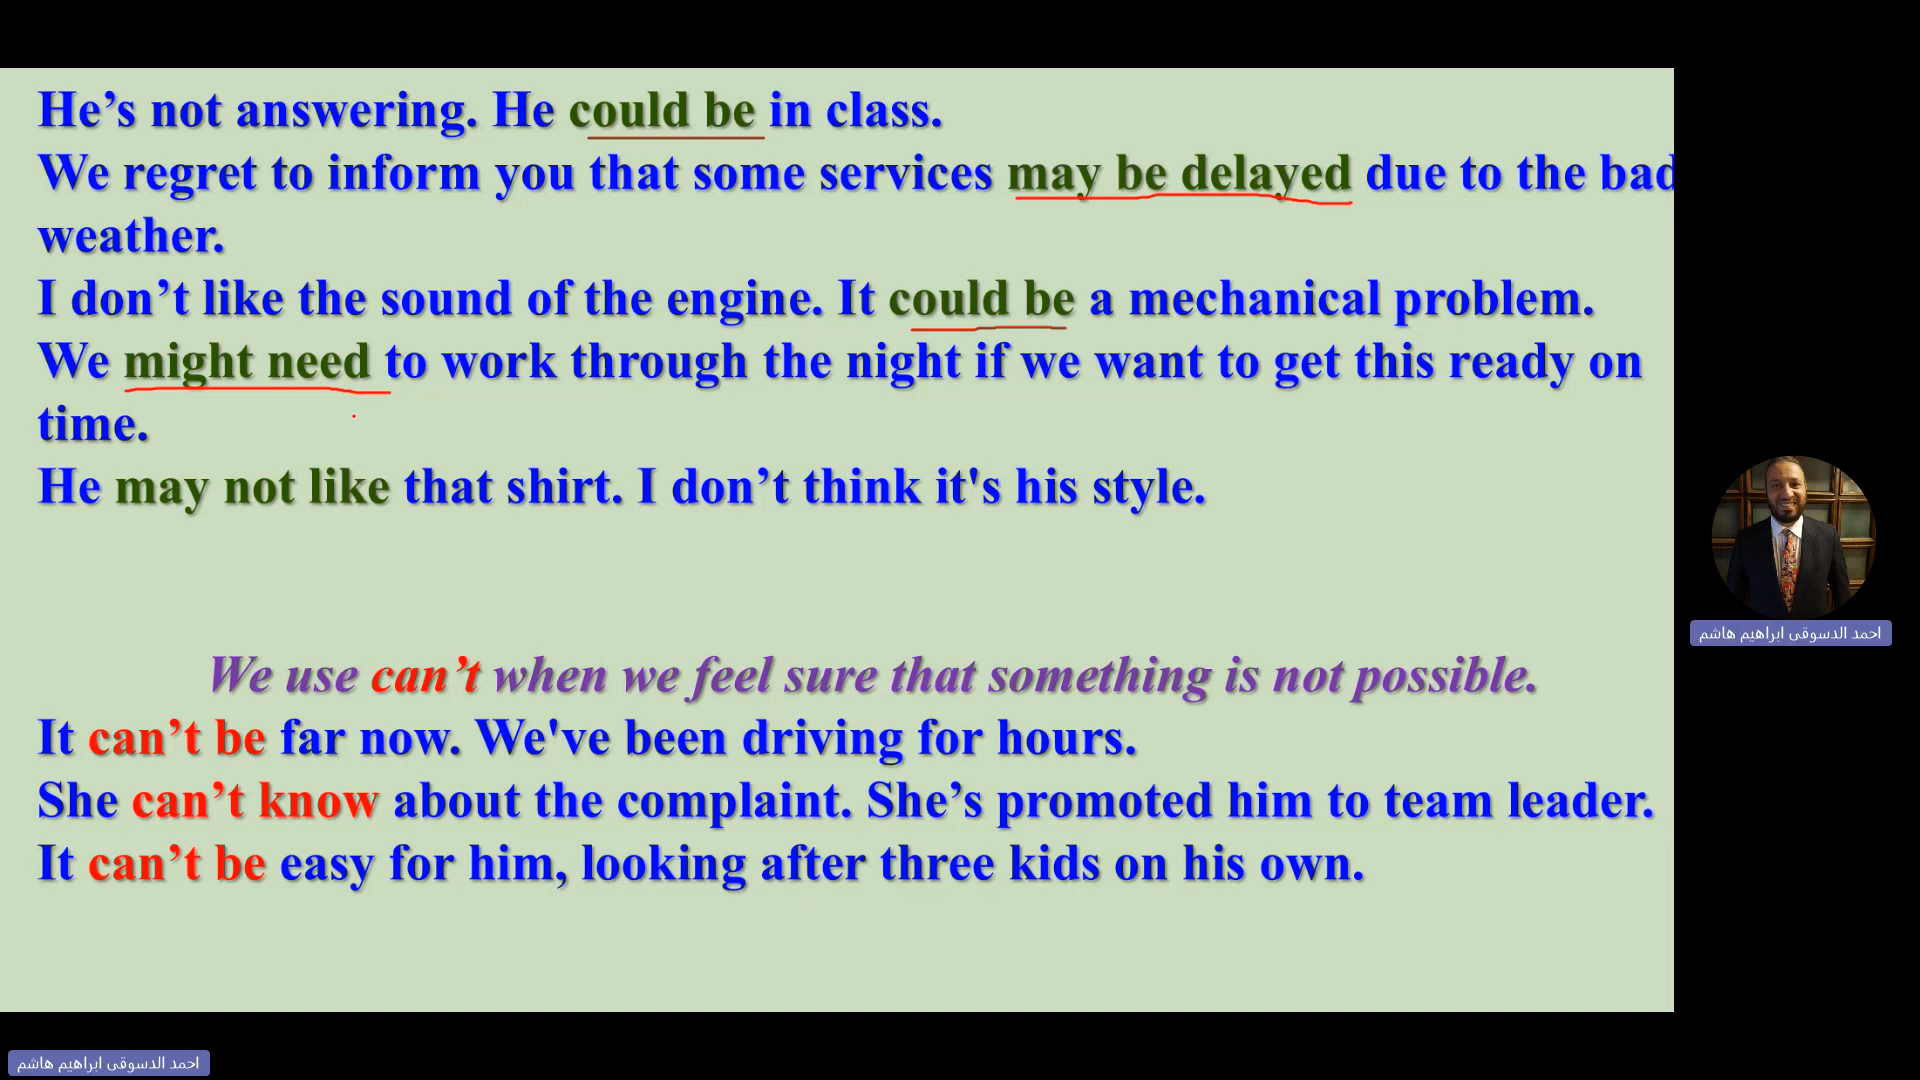 He’s not answering. He could be in class.
We regret to inform you that some services may be delayed due to the bad
weather.
I don’t like the sound of the engine. It could be a mechanical problem.
We might need to work through the night if we want to get this ready on
time.
He may not like that shirt. I don’t think it's his style.
We use can’t when we feel sure that something is not possible.
It can’t be far now. We've been driving for hours.
She can’t know about the complaint. She’s promoted him to team leader.
It can’t be easy for him, looking after three kids on his own.
احمد الدسوقى ابراهيم هاشم
احمد الدسوقى ابراهيم هاشم